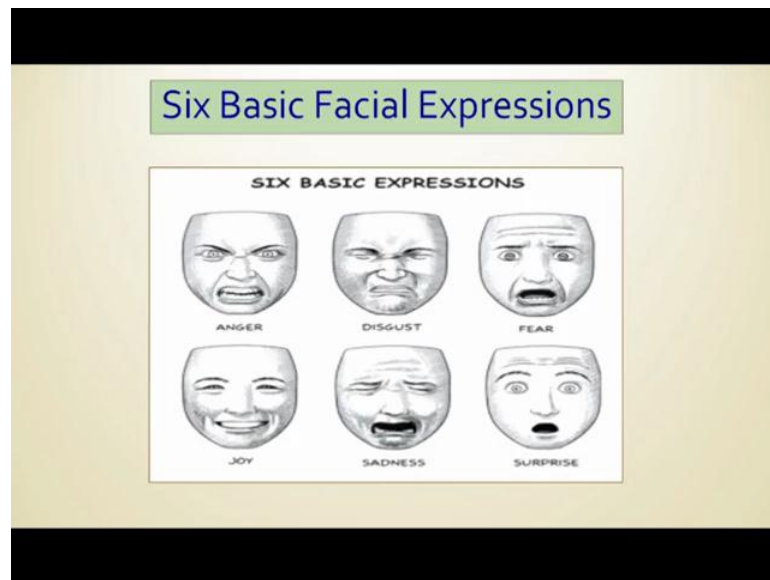 Six Basic Facial Expressions
SIX BASIC EXPRESSIONS
ANGER DISGUST FEAR
JOY SADNESS SURPRISE